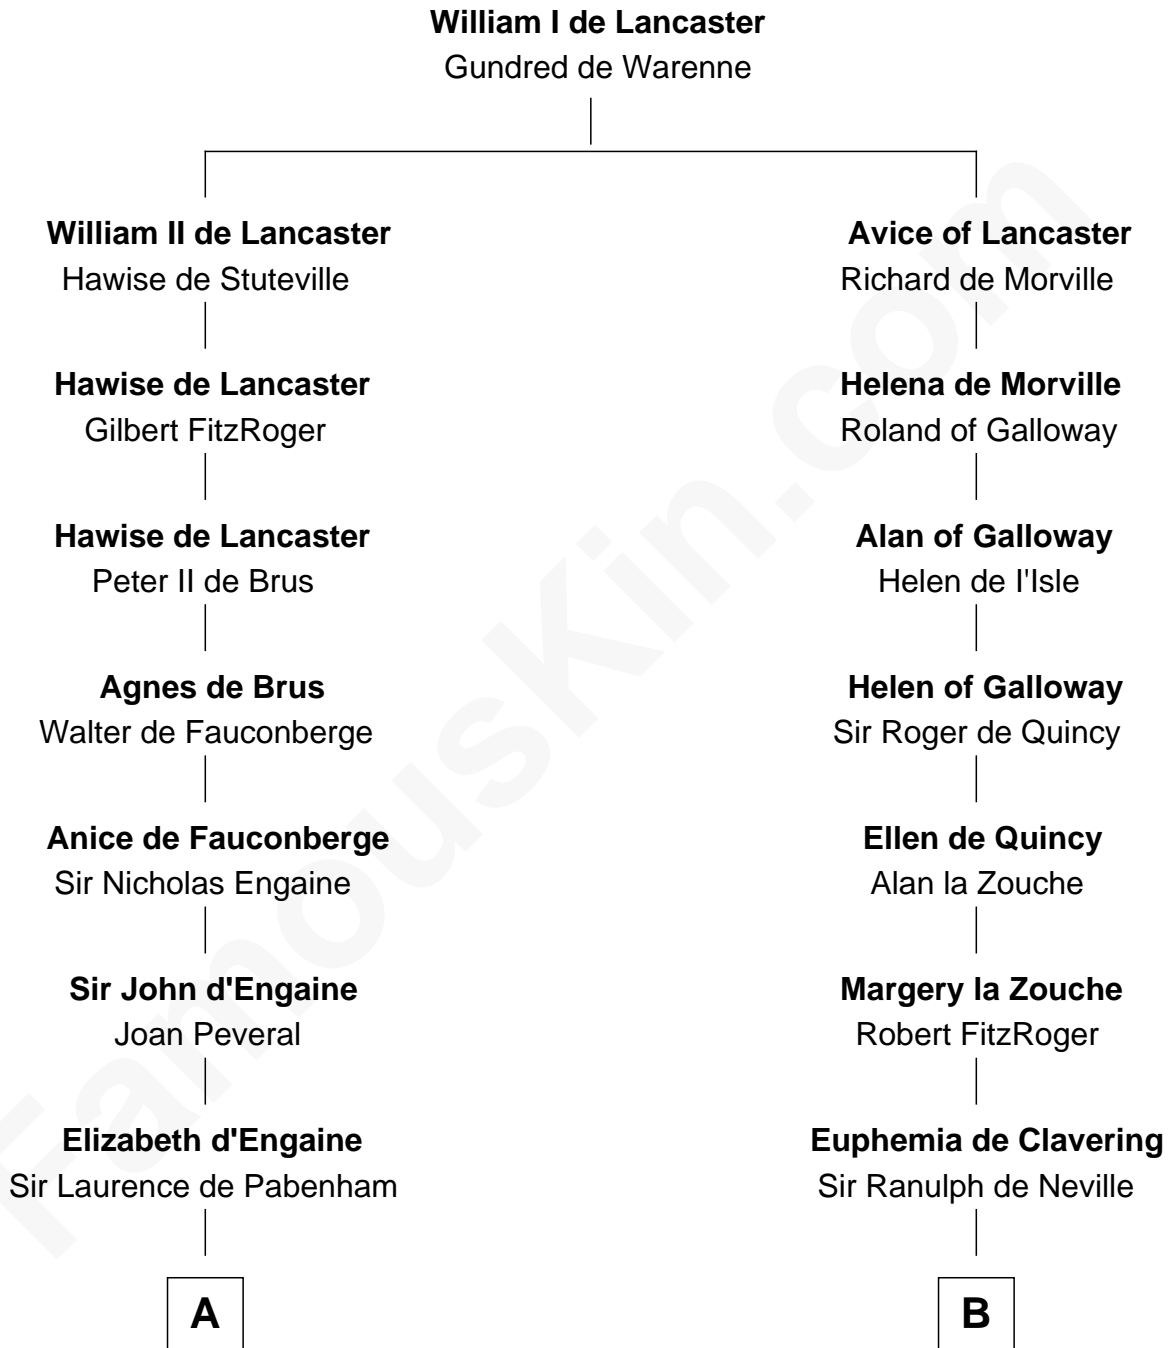 William I de Lancaster
Gundred de Warenne
William II de Lancaster
Hawise de Stuteville
Hawise de Lancaster
Gilbert FitzRoger
Hawise de Lancaster
Peter II de Brus
Agnes de Brus
Walter de Fauconberge
Anice de Fauconberge
Sir Nicholas Engaine
Sir John d'Engaine
Joan Peveral
Elizabeth d'Engaine
Sir Laurence de Pabenham
A
Avice of Lancaster
Richard de Morville
Helena de Morville
Roland of Galloway
Alan of Galloway
Helen de I'Isle
Helen of Galloway
Sir Roger de Quincy
Ellen de Quincy
Alan la Zouche
Margery la Zouche
Robert FitzRoger
Euphemia de Clavering
Sir Ranulph de Neville
B
FamousKin.com